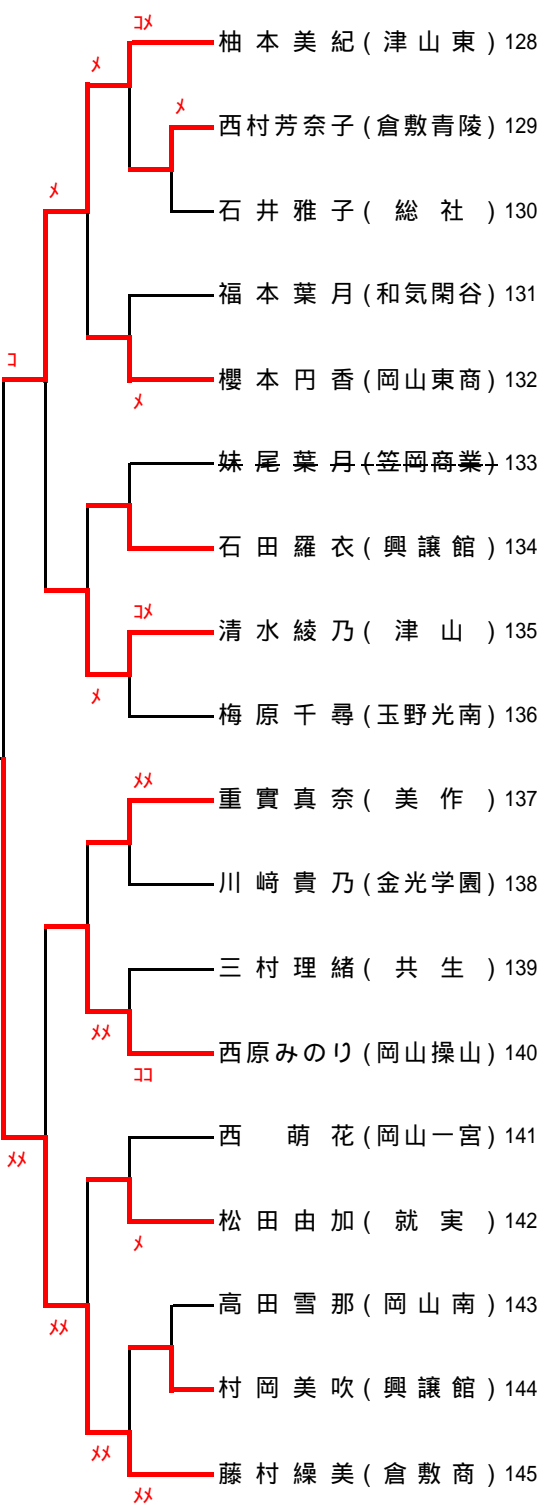 コメ
柚本美紀(津山東) 128
メ
メ
西村芳奈子(倉敷青陵) 129
メ
石井雅子(総社) 130
福本葉月(和気閑谷) 131
コ
櫻本円香(岡山東商) 132
メ
妹尾葉月(笠岡商業) 133
石田羅衣(興譲館) 134
コメ
清水綾乃(津山) 135
メ
梅原千尋(玉野光南) 136
メメ
重實真奈(美作) 137
川﨑貴乃(金光学園) 138
三村理緒(共生) 139
メメ
西原みのり(岡山操山) 140
ココ
西 萌花(岡山一宮) 141
メメ
松田由加(就実) 142
メ
高田雪那(岡山南) 143
メメ
村岡美吹(興譲館) 144
メメ
藤村繰美(倉敷商) 145
メメ